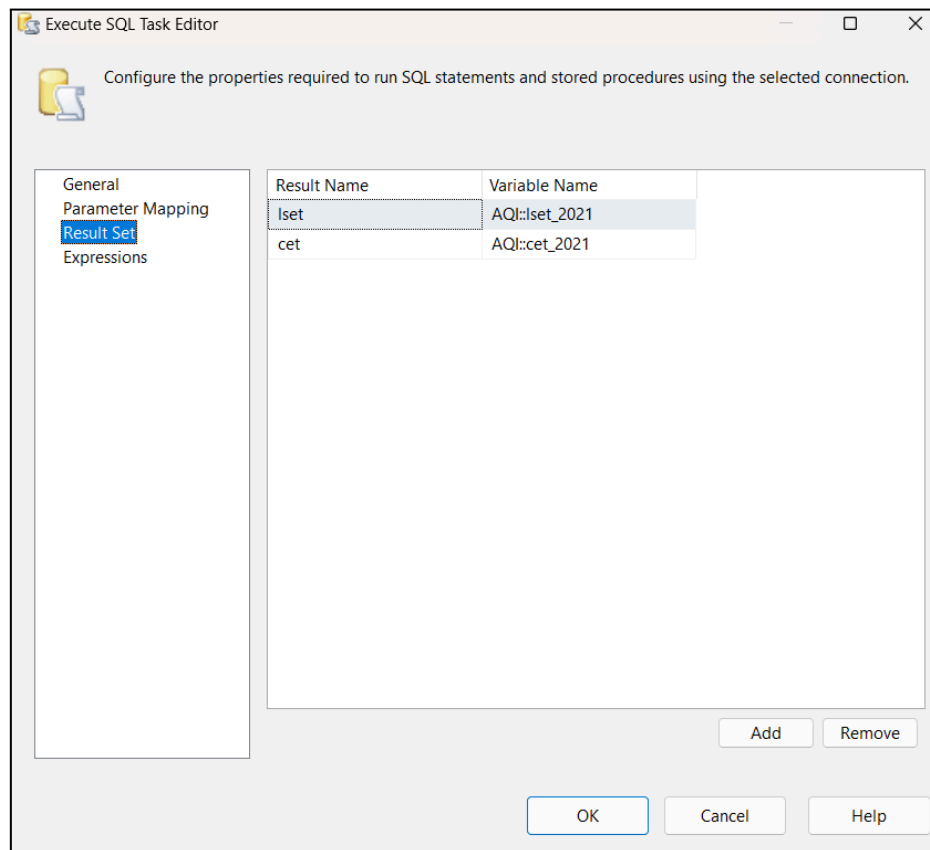 Execute SQL Task Editor
Configure the properties required to run SQL statements and stored procedures using the selected connection.
General
Parameter Mapping
Result Set
Expressions
Result Name Variable Name
lset AQI::lset_2021
cet AQI::cet_2021
Add Remove
OK Cancel Help